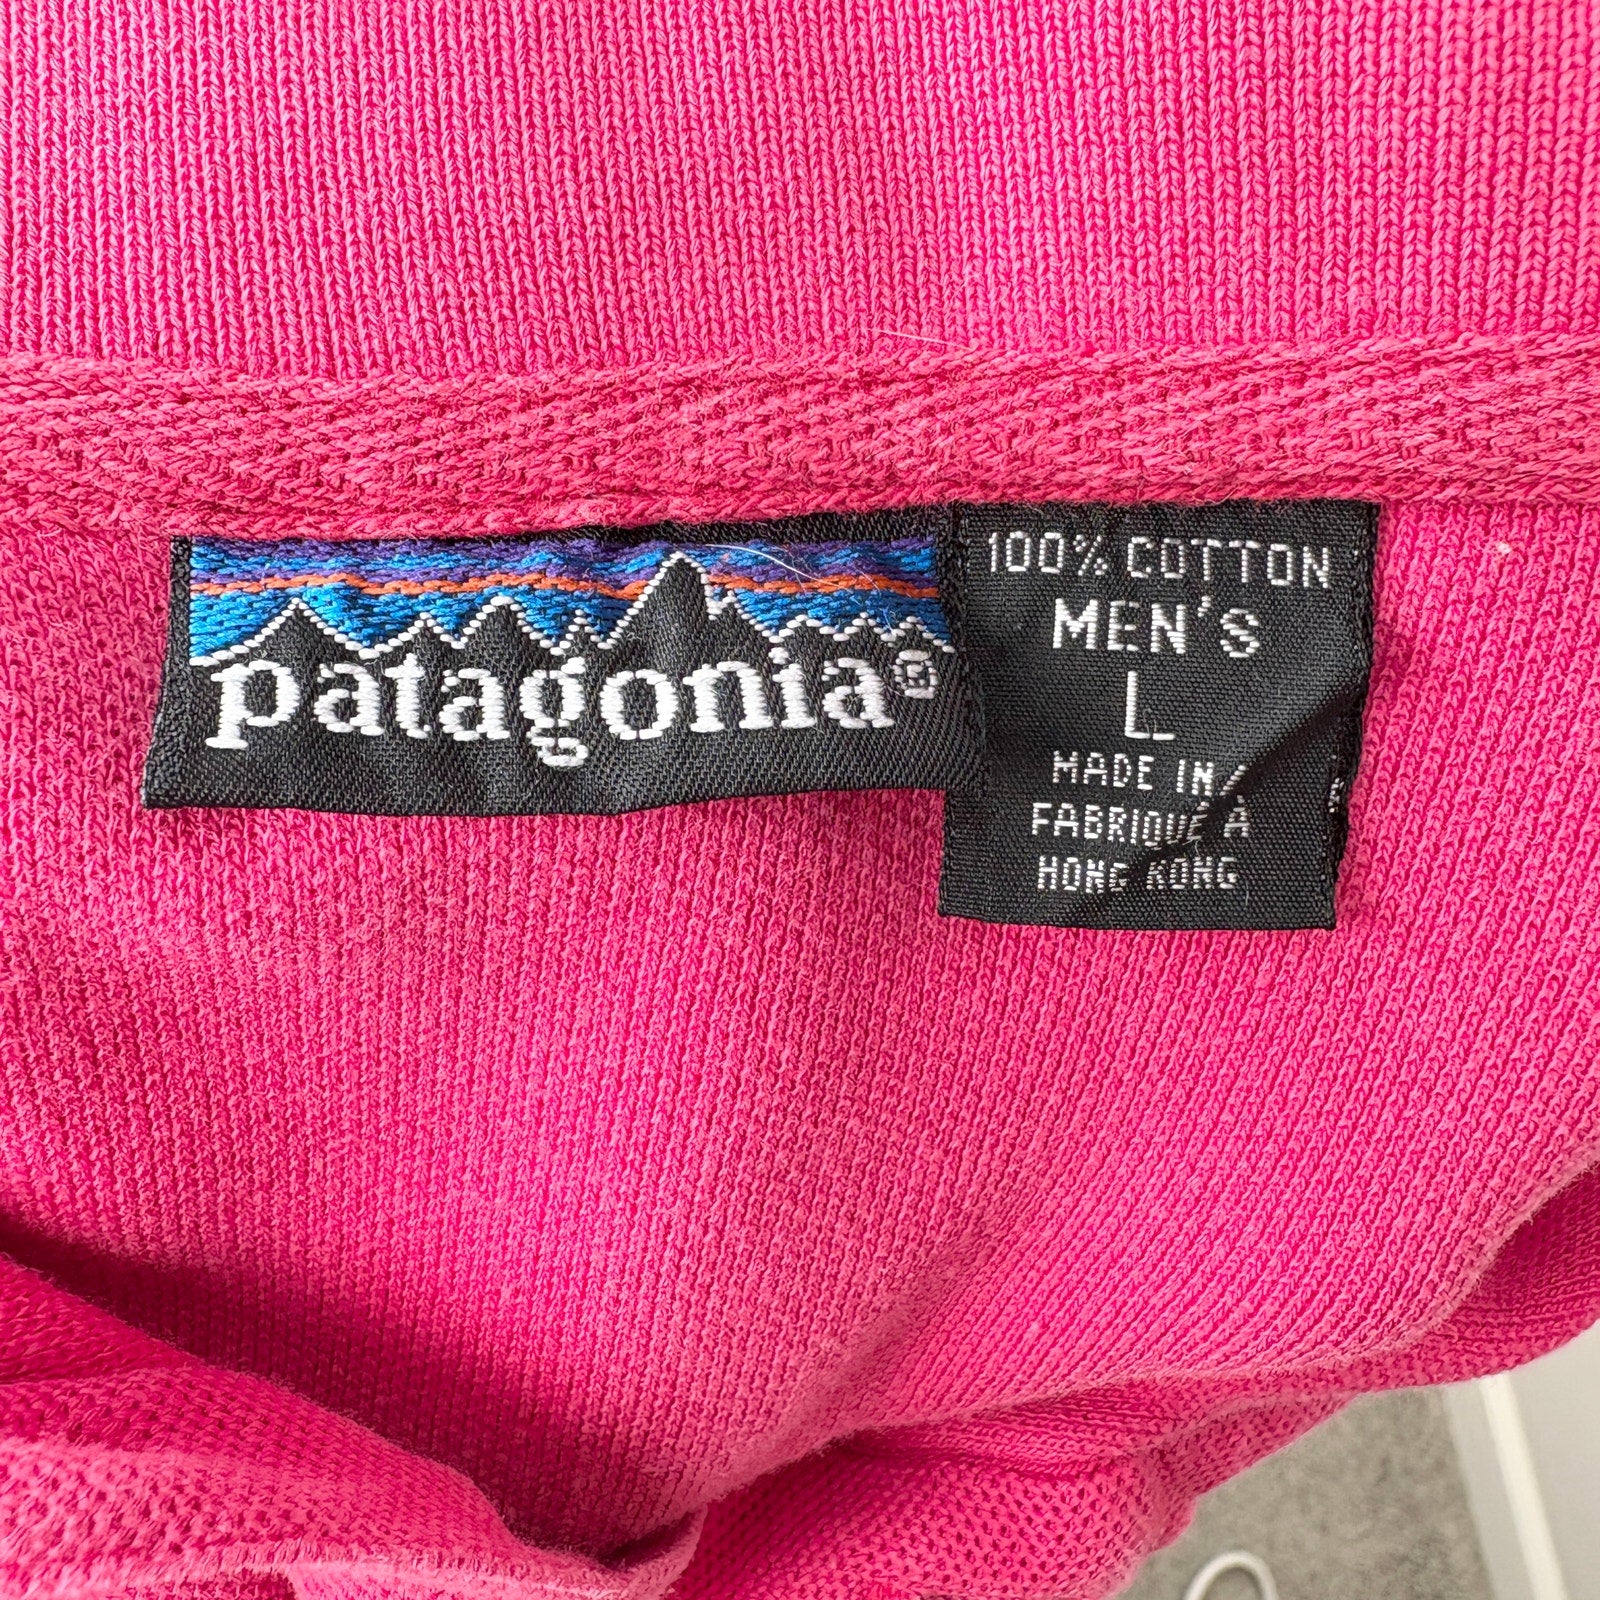 patagonia®
100% COTTON
MEN'S
L
MADE IN /
FABRIQUÉ À
HONG KONG